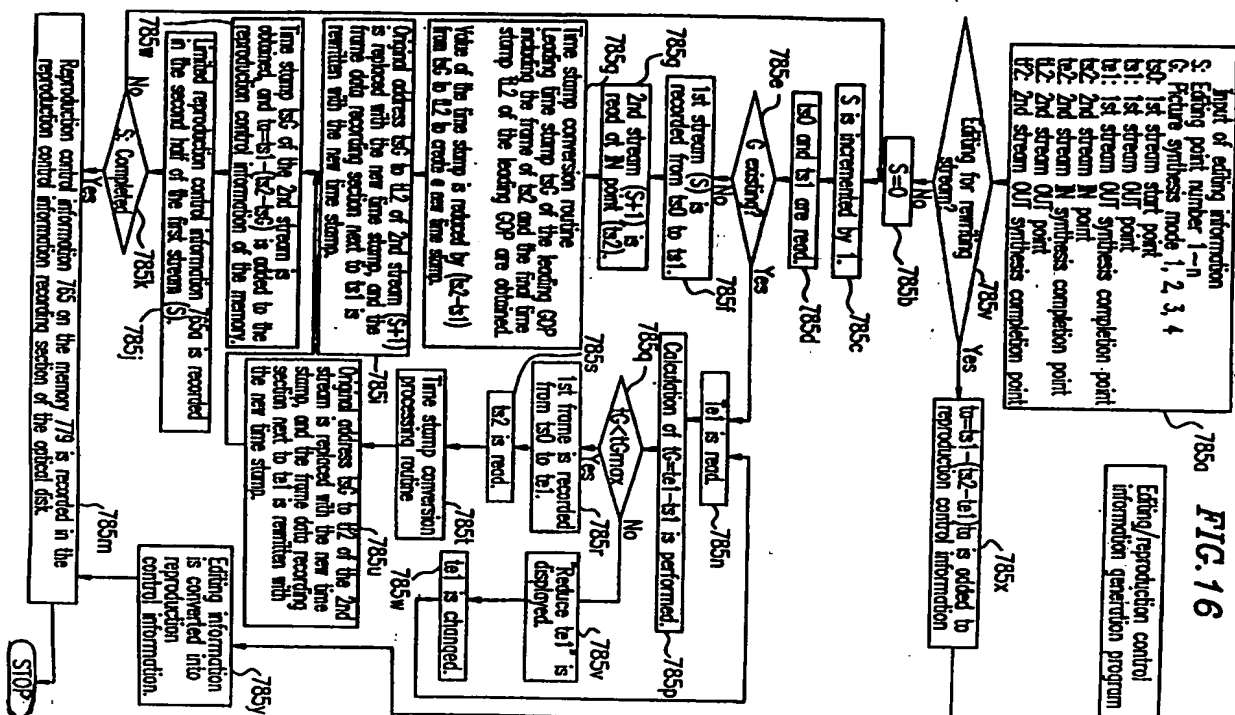 FIG.16
Editing/reproduction control
information generation program
Input of editing information
S: Editing point number 1~n
G: Picture synthesis mode 1, 2, 3, 4
ts0: 1st stream start point
ts1: 1st stream OUT point
te1: 1st stream OUT synthesis completion point
ts2: 2nd stream IN point
te2: 2nd stream IN synthesis completion point
tL2: 2nd stream OUT point
tf2: 2nd stream OUT synthesis completion point
785a
Editing for rewriting
stream?
785v
Yes
No
to=ts1-(ts2-te1)to is added to
reproduction control information
785x
S=0
785b
S is incremented by 1.
785c
ts0 and ts1 are read.
785d
G existing?
785e
Yes
No
1st stream (S) is
recorded from ts0 to ts1.
785f
2nd stream (S+1) is
read at IN point (ts2).
785g
Time stamp conversion routine
Leading time stamp tsG of the leading GOP
including the frame of ts2 and the final time
stamp tL2 of the leading GOP are obtained.
Value of the time stamp is reduced by (ts2-ts1)
from tsG to tL2 to create a new time stamp.
785g
Original address tsG to tL2 of 2nd stream (S+1)
is replaced with the new time stamp, and the
frame data recording section next to ts1 is
rewritten with the new time stamp.
785i
Time stamp tsG of the 2nd stream is
obtained, and to=ts1-(ts2-tsG) is added to the
reproduction control information of the memory.
785w
Limited reproduction control information 765a is recorded
in the second half of the first stream (S).
785j
S: Completed
785k
No
Yes
Reproduction control information 765 on the memory 779 is recorded in the
reproduction control information recording section of the optical disk.
785m
te1 is read.
785n
Calculation of tG=te1-ts1 is performed.
785p
tG<tGmax
785q
Yes
No
1st frame is recorded
from ts0 to te1.
785r
ts2 is read.
785s
Time stamp conversion
processing routine
785t
Original address tsG to tf2 of the 2nd
stream is replaced with the new time
stamp, and the frame data recording
section next to te1 is rewritten with
the new time stamp.
785u
"Reduce te1" is
displayed.
785v
te1 is changed.
785w
Editing information
is converted into
reproduction
control information.
785y
STOP